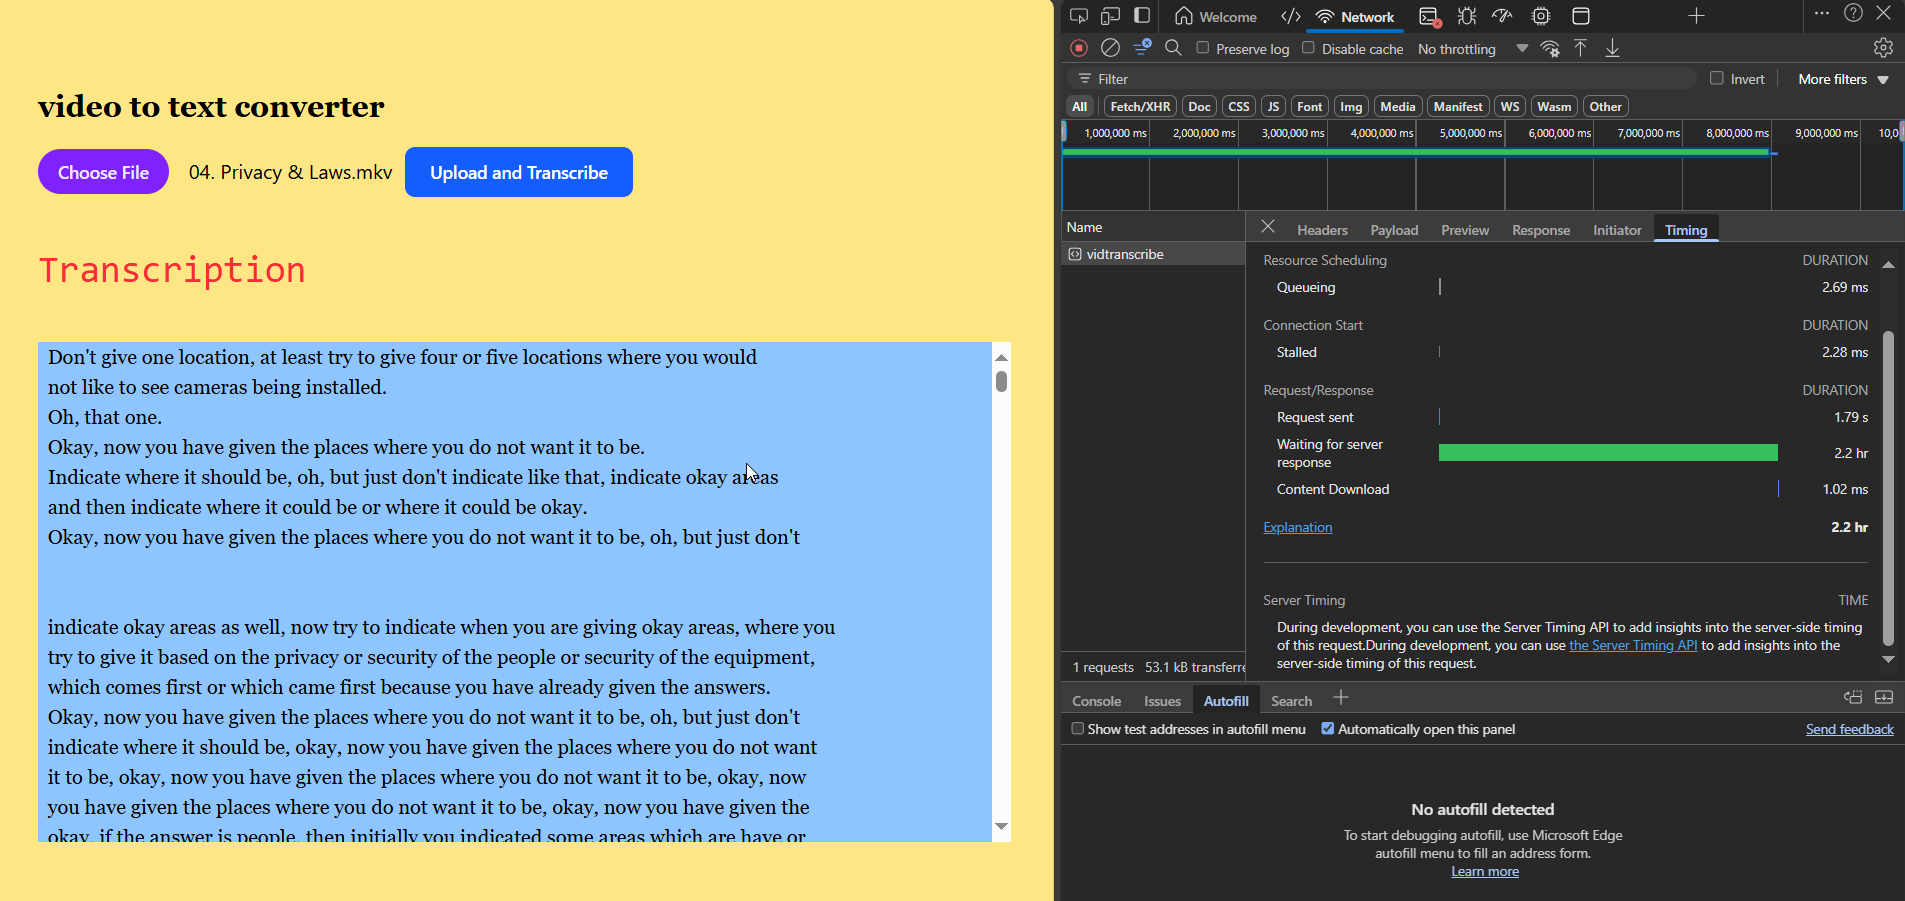 video to text converter
Choose File 04. Privacy & Laws.mkv Upload and Transcribe
Transcription
Don't give one location, at least try to give four or five locations where you would
not like to see cameras being installed.
Oh, that one.
Okay, now you have given the places where you do not want it to be.
Indicate where it should be, oh, but just don't indicate like that, indicate okay areas
and then indicate where it could be or where it could be okay.
Okay, now you have given the places where you do not want it to be, oh, but just don't
indicate okay areas as well, now try to indicate when you are giving okay areas, where you
try to give it based on the privacy or security of the people or security of the equipment,
which comes first or which came first because you have already given the answers.
Okay, now you have given the places where you do not want it to be, oh, but just don't
indicate where it should be, okay, now you have given the places where you do not want
it to be, okay, now you have given the places where you do not want it to be, okay, now
you have given the places where you do not want it to be, okay, now you have given the
okay, if the answer is people, then initially you indicated some areas which are have or
Welcome Network
Preserve log Disable cache No throttling
Filter Invert More filters
All Fetch/XHR Doc CSS JS Font Img Media Manifest WS Wasm Other
1,000,000 ms 2,000,000 ms 3,000,000 ms 4,000,000 ms 5,000,000 ms 6,000,000 ms 7,000,000 ms 8,000,000 ms 9,000,000 ms 10,0
Name
vidtranscribe
1 requests 53.1 kB transferre
Headers Payload Preview Response Initiator Timing
Resource Scheduling DURATION
Queueing 2.69 ms
Connection Start DURATION
Stalled 2.28 ms
Request/Response DURATION
Request sent 1.79 s
Waiting for server
response 2.2 hr
Content Download 1.02 ms
Explanation 2.2 hr
Server Timing TIME
During development, you can use the Server Timing API to add insights into the server-side timing
of this request.During development, you can use the Server Timing API to add insights into the
server-side timing of this request.
Console Issues Autofill Search
Show test addresses in autofill menu Automatically open this panel Send feedback
No autofill detected
To start debugging autofill, use Microsoft Edge
autofill menu to fill an address form.
Learn more